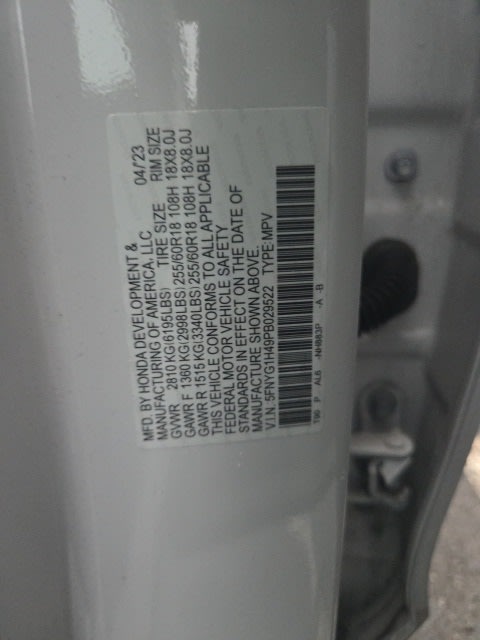 MFD. BY HONDA DEVELOPMENT & 04/23
MANUFACTURING OF AMERICA, LLC
TIRE SIZE RIM SIZE
GVWR 2810 KG(6195LBS)
GAWR F 1360 KG(2998LBS) 255/60R18 108H 18X8.0J
GAWR R 1515 KG(3340LBS) 255/60R18 108H 18X8.0J
THIS VEHICLE CONFORMS TO ALL APPLICABLE
FEDERAL MOTOR VEHICLE SAFETY
STANDARDS IN EFFECT ON THE DATE OF
MANUFACTURE SHOWN ABOVE.
V.I.N. 5FNYG1H49PB029522 TYPE:MPV
T90 P AL6 -NH883P -A -B